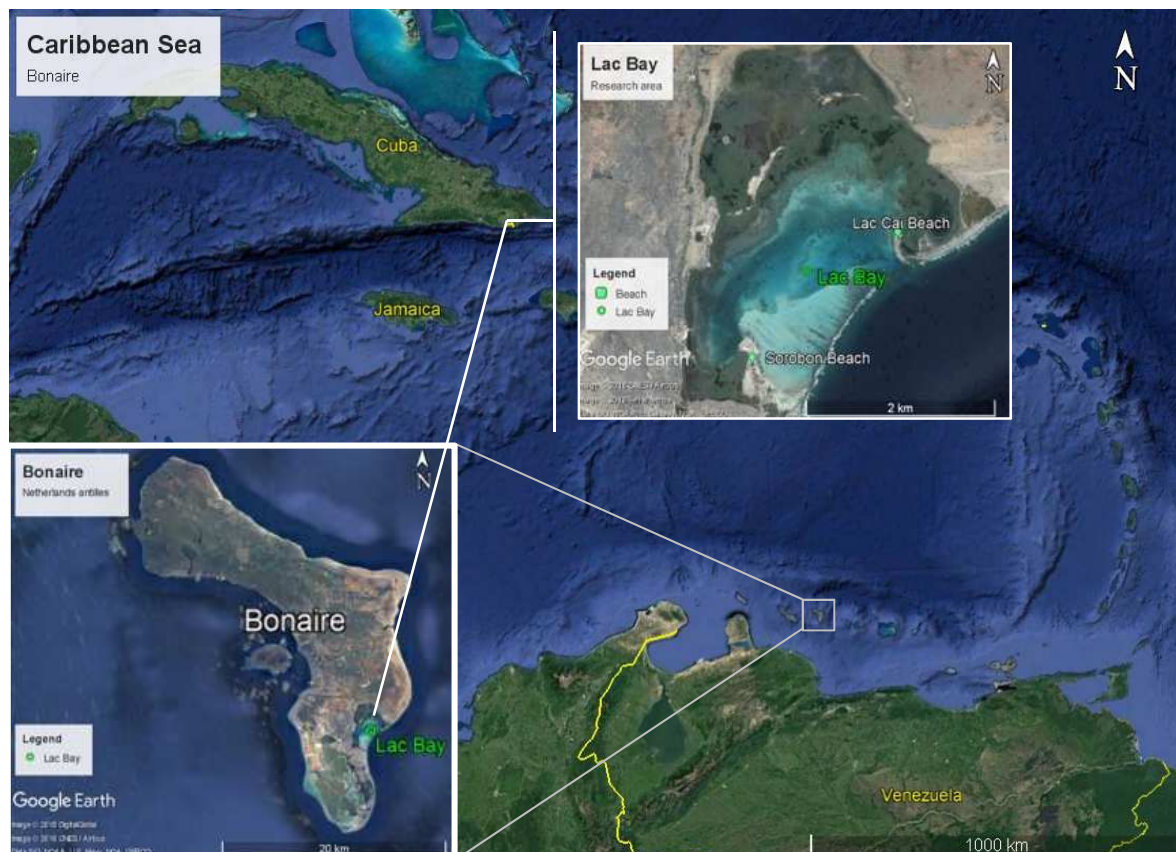 Caribbean Sea
Bonaire
N
Cuba
Jamaica
Venezuela
1000 km
Lac Bay
Research area
N
Lac Cai Beach
Lac Bay
Sorobon Beach
Legend
Beach
Lac Bay
Google Earth
2 km
Bonaire
Netherlands antilles
N
Bonaire
Lac Bay
Legend
Lac Bay
Google Earth
20 km